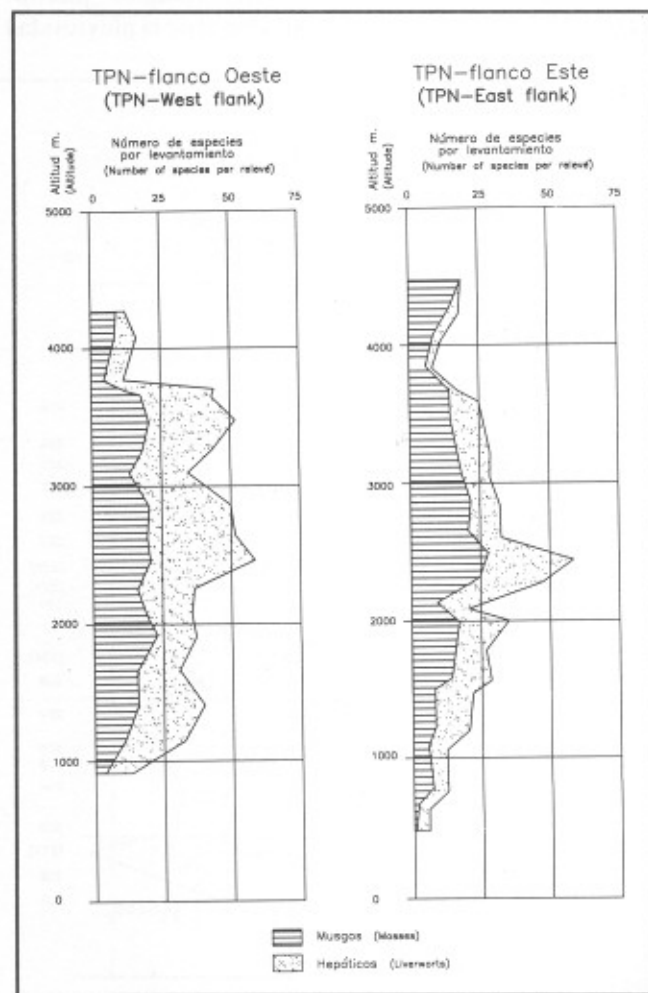 TPN-flanco Oeste
(TPN-West flank)
Altitud m.
(Altitude)
Número de especies
por levantamiento
(Number of species per relevé)
0 25 50 75
5000
4000
3000
2000
1000
0
TPN-flanco Este
(TPN-East flank)
Altitud m.
(Altitude)
Número de especies
por levantamiento
(Number of species per relevé)
0 25 50 75
5000
4000
3000
2000
1000
0
Musgos (Mosses)
Hepáticos (Liverworts)